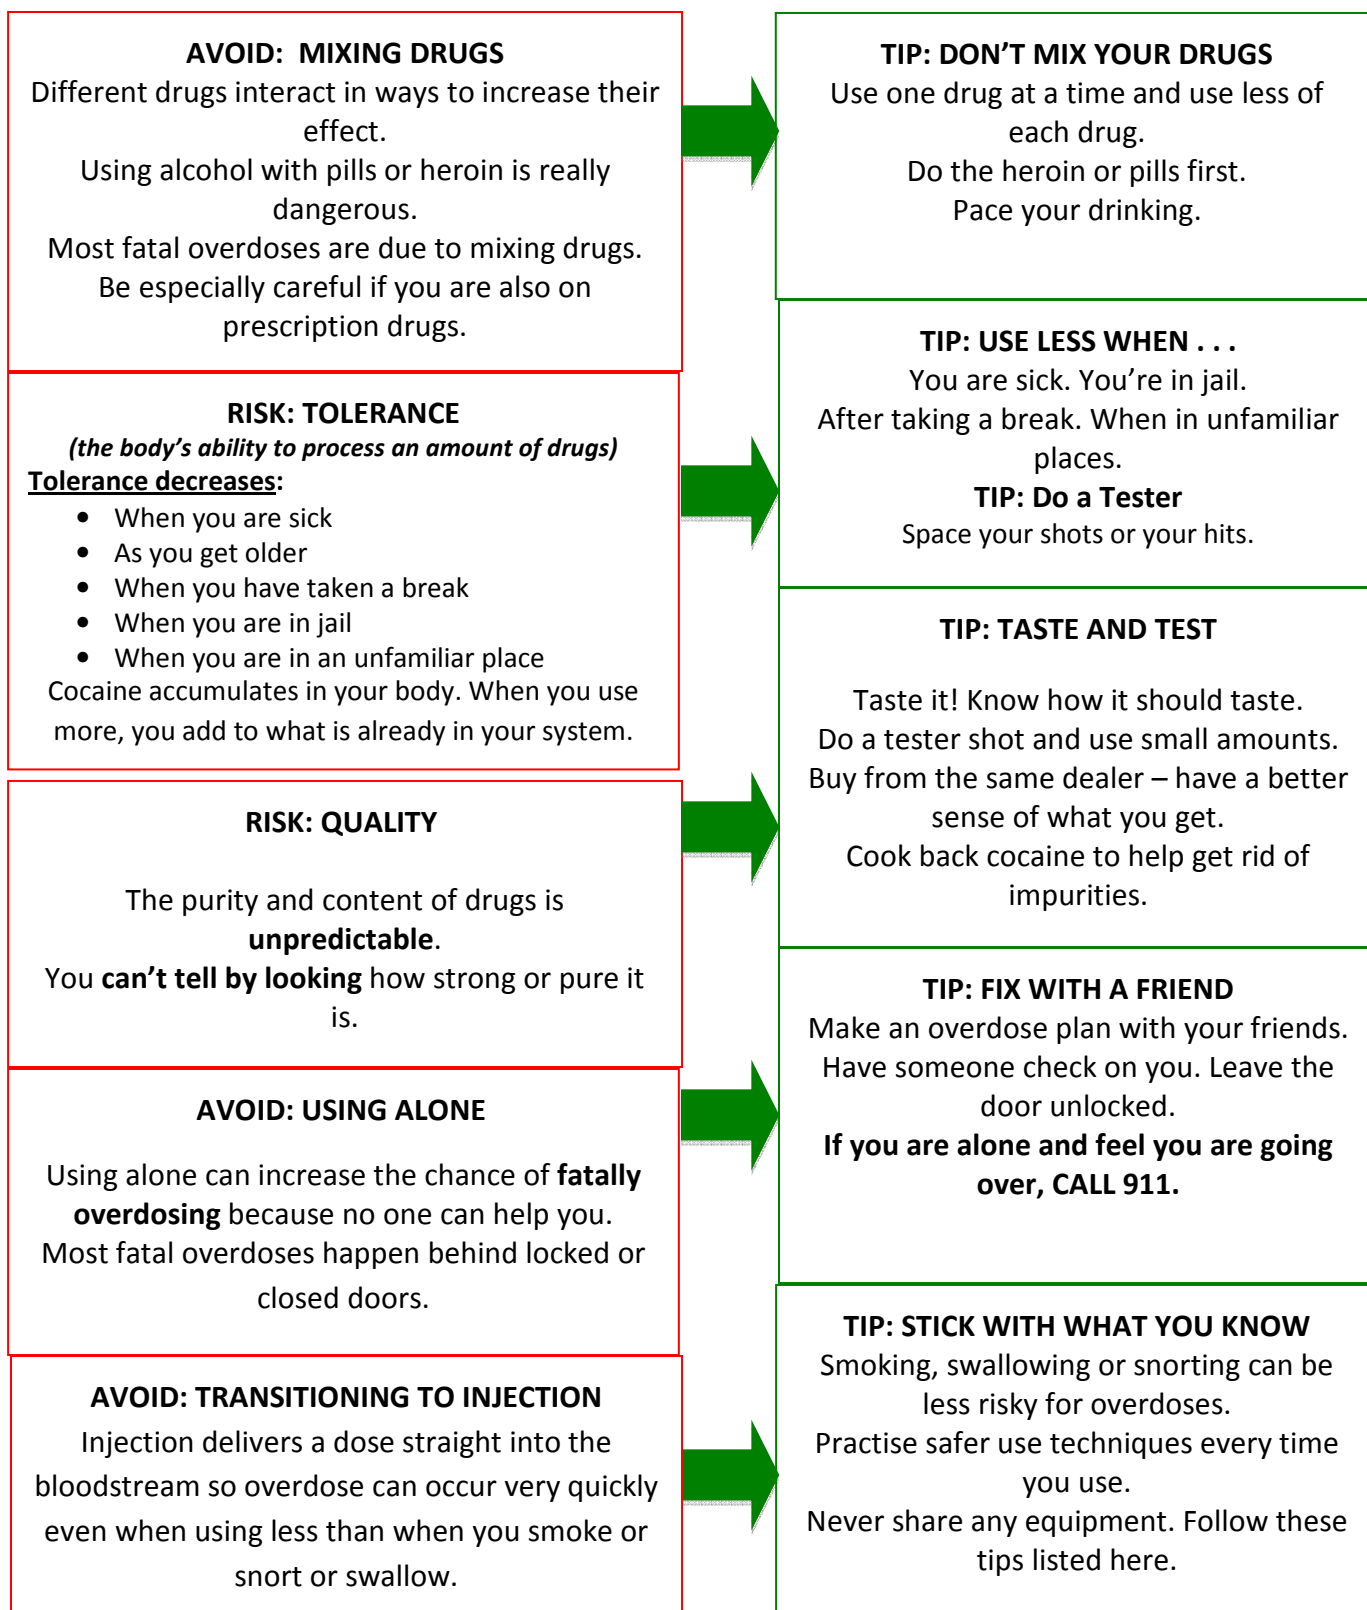 AVOID:  MIXING DRUGS
Different drugs interact in ways to increase their
effect.
Using alcohol with pills or heroin is really
dangerous.
Most fatal overdoses are due to mixing drugs.
Be especially careful if you are also on
prescription drugs.
TIP: DON’T MIX YOUR DRUGS
Use one drug at a time and use less of
each drug.
Do the heroin or pills first.
Pace your drinking.
RISK: TOLERANCE
(the body’s ability to process an amount of drugs)
Tolerance decreases:
• When you are sick
• As you get older
• When you have taken a break
• When you are in jail
• When you are in an unfamiliar place
Cocaine accumulates in your body. When you use
more, you add to what is already in your system.
TIP: USE LESS WHEN . . .
You are sick. You’re in jail.
After taking a break. When in unfamiliar
places.
TIP: Do a Tester
Space your shots or your hits.
RISK: QUALITY
The purity and content of drugs is
unpredictable.
You can’t tell by looking how strong or pure it
is.
TIP: TASTE AND TEST
Taste it! Know how it should taste.
Do a tester shot and use small amounts.
Buy from the same dealer – have a better
sense of what you get.
Cook back cocaine to help get rid of
impurities.
AVOID: USING ALONE
Using alone can increase the chance of fatally
overdosing because no one can help you.
Most fatal overdoses happen behind locked or
closed doors.
TIP: FIX WITH A FRIEND
Make an overdose plan with your friends.
Have someone check on you. Leave the
door unlocked.
If you are alone and feel you are going
over, CALL 911.
AVOID: TRANSITIONING TO INJECTION
Injection delivers a dose straight into the
bloodstream so overdose can occur very quickly
even when using less than when you smoke or
snort or swallow.
TIP: STICK WITH WHAT YOU KNOW
Smoking, swallowing or snorting can be
less risky for overdoses.
Practise safer use techniques every time
you use.
Never share any equipment. Follow these
tips listed here.